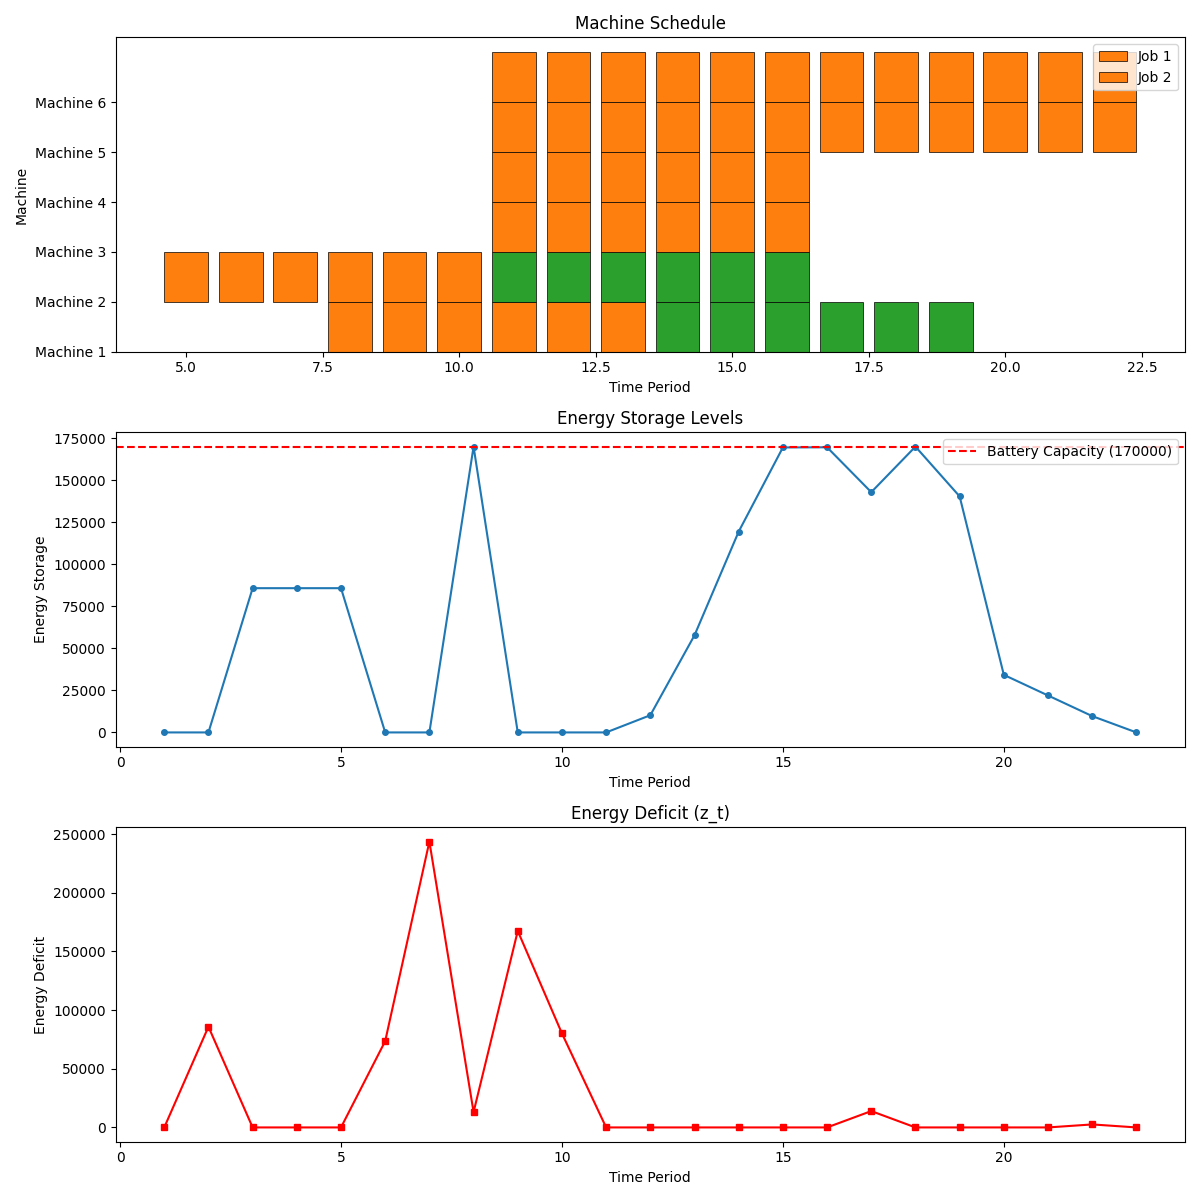 Machine Schedule
Job 1
Job 2
Machine 6
Machine 5
Machine 4
Machine 3
Machine 2
Machine 1
Machine
5.0 7.5 10.0 12.5 15.0 17.5 20.0 22.5
Time Period
Energy Storage Levels
Battery Capacity (170000)
175000
150000
125000
100000
75000
50000
25000
0
Energy Storage
0 5 10 15 20
Time Period
Energy Deficit (z_t)
250000
200000
150000
100000
50000
0
Energy Deficit
0 5 10 15 20
Time Period